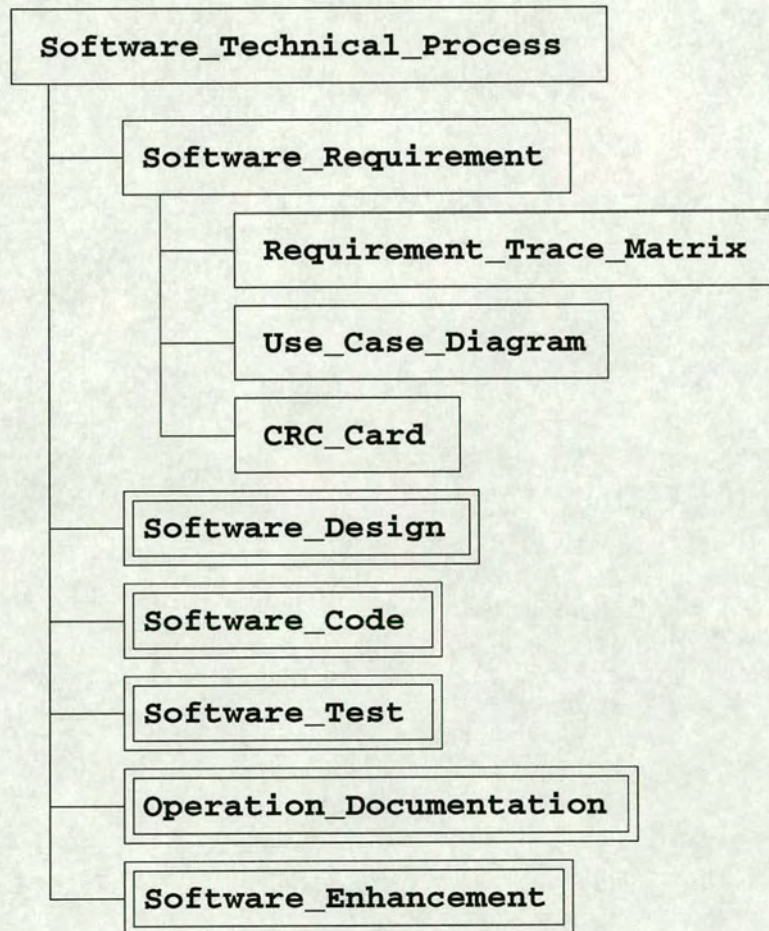 Software_Technical_Process
Software_Requirement
Requirement_Trace_Matrix
Use_Case_Diagram
CRC_Card
Software_Design
Software_Code
Software_Test
Operation_Documentation
Software_Enhancement